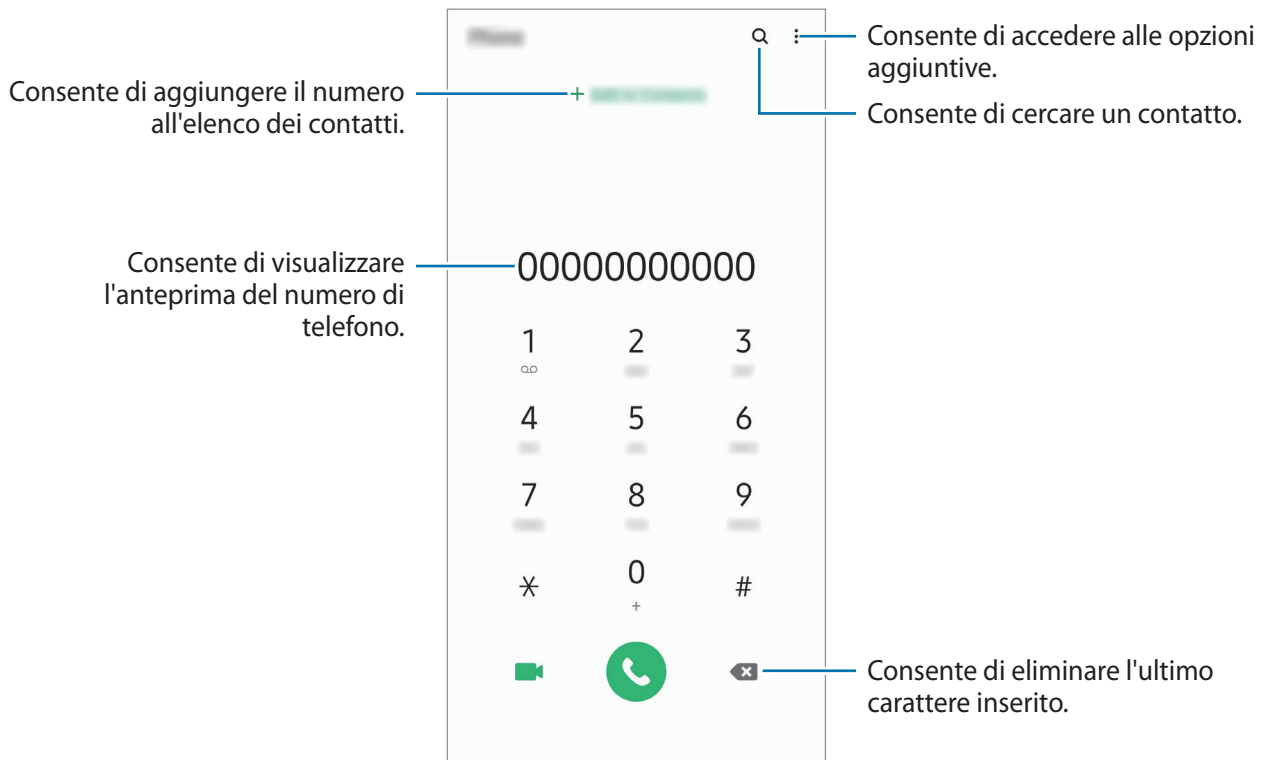 Consente di accedere alle opzioni
aggiuntive.
Consente di aggiungere il numero
all'elenco dei contatti.
Consente di cercare un contatto.
Consente di visualizzare
l'anteprima del numero di
telefono.
00000000000
1 2 3
4 5 6
7 8 9
* 0 #
+
Consente di eliminare l'ultimo
carattere inserito.